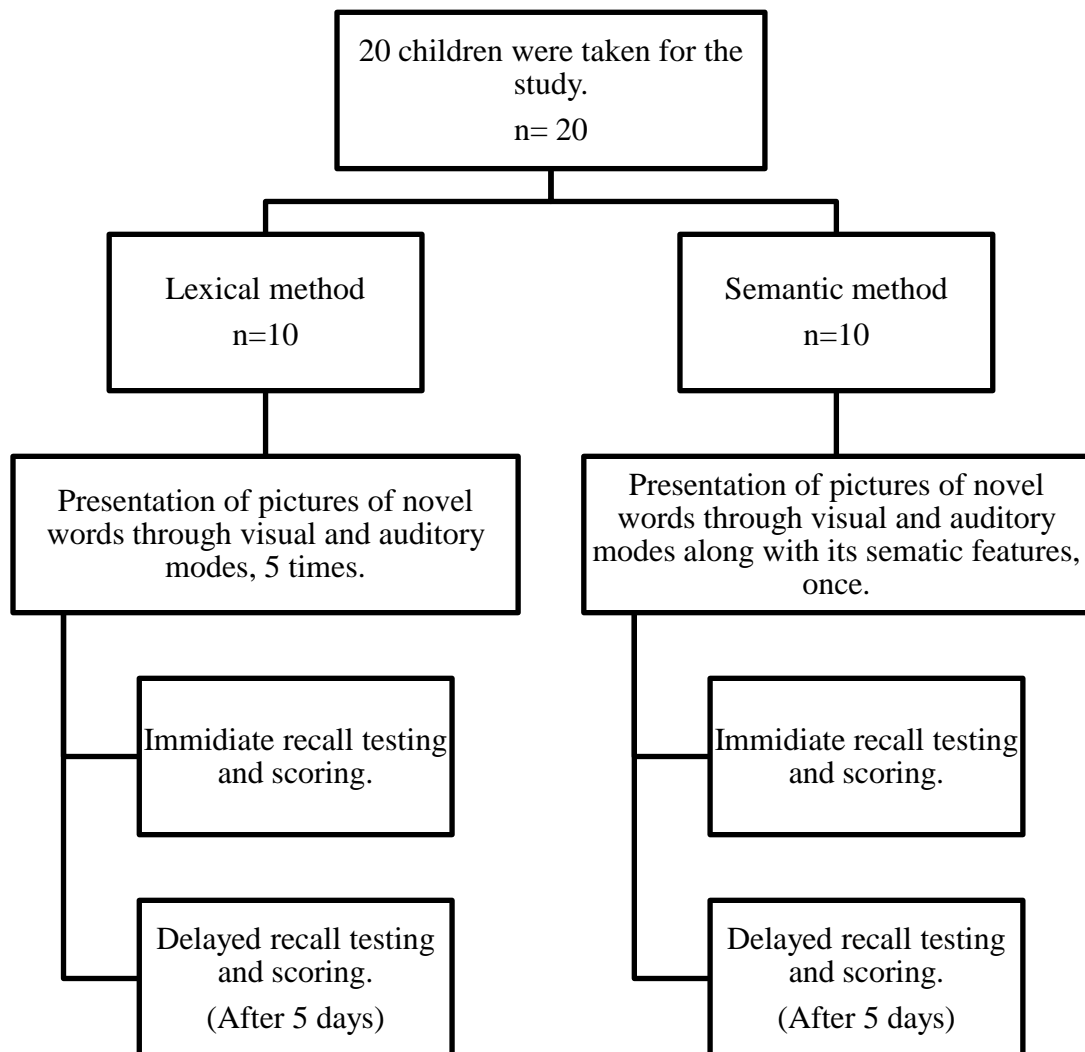 20 children were taken for the
study.
n= 20
Lexical method
n=10
Semantic method
n=10
Presentation of pictures of novel
words through visual and auditory
modes, 5 times.
Presentation of pictures of novel
words through visual and auditory
modes along with its sematic features,
once.
Immidiate recall testing
and scoring.
Immidiate recall testing
and scoring.
Delayed recall testing
and scoring.
(After 5 days)
Delayed recall testing
and scoring.
(After 5 days)